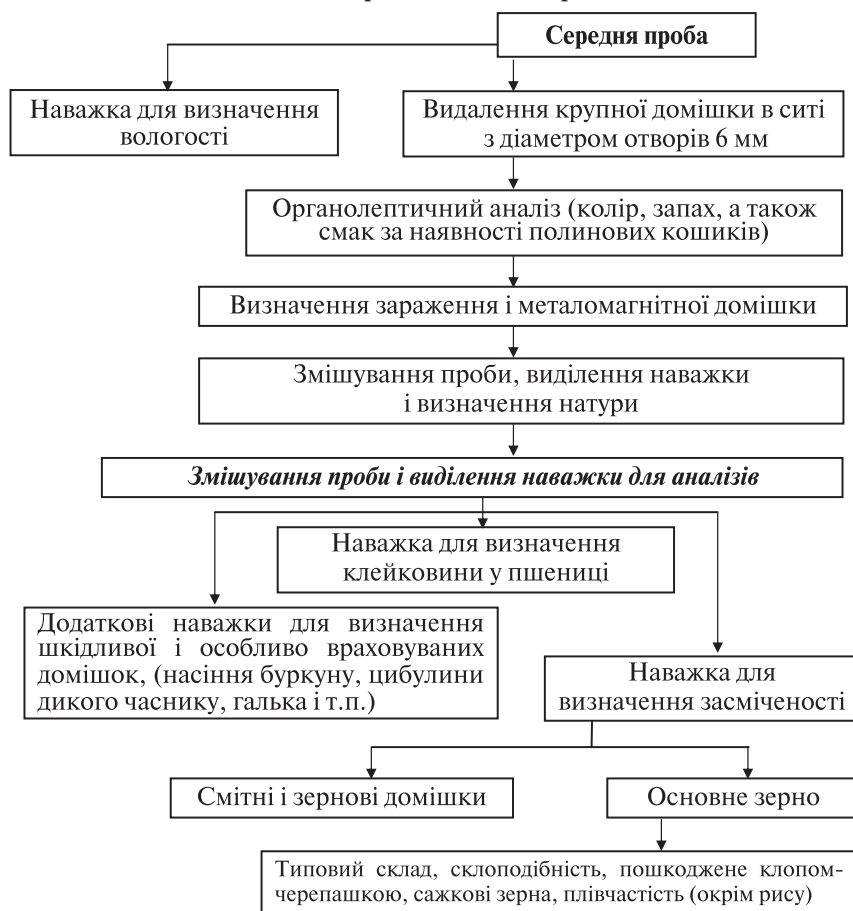 Середня проба
Наважка для визначення
вологості
Видалення крупної домішки в ситі
з діаметром отворів 6 мм
Органолептичний аналіз (колір, запах, а також
смак за наявності полинових кошиків)
Визначення зараження і металомагнітної домішки
Змішування проби, виділення наважки
і визначення натури
Змішування проби і виділення наважки для аналізів
Наважка для визначення
клейковини у пшениці
Додаткові наважки для визначення
шкідливої і особливо враховуваних
домішок, (насіння буркуну, цибулини
дикого часнику, галька і т.п.)
Наважка для
визначення засміченості
Смітні і зернові домішки
Основне зерно
Типовий склад, склоподібність, пошкоджене клопом-
черепашкою, сажкові зерна, плівчастість (окрім рису)